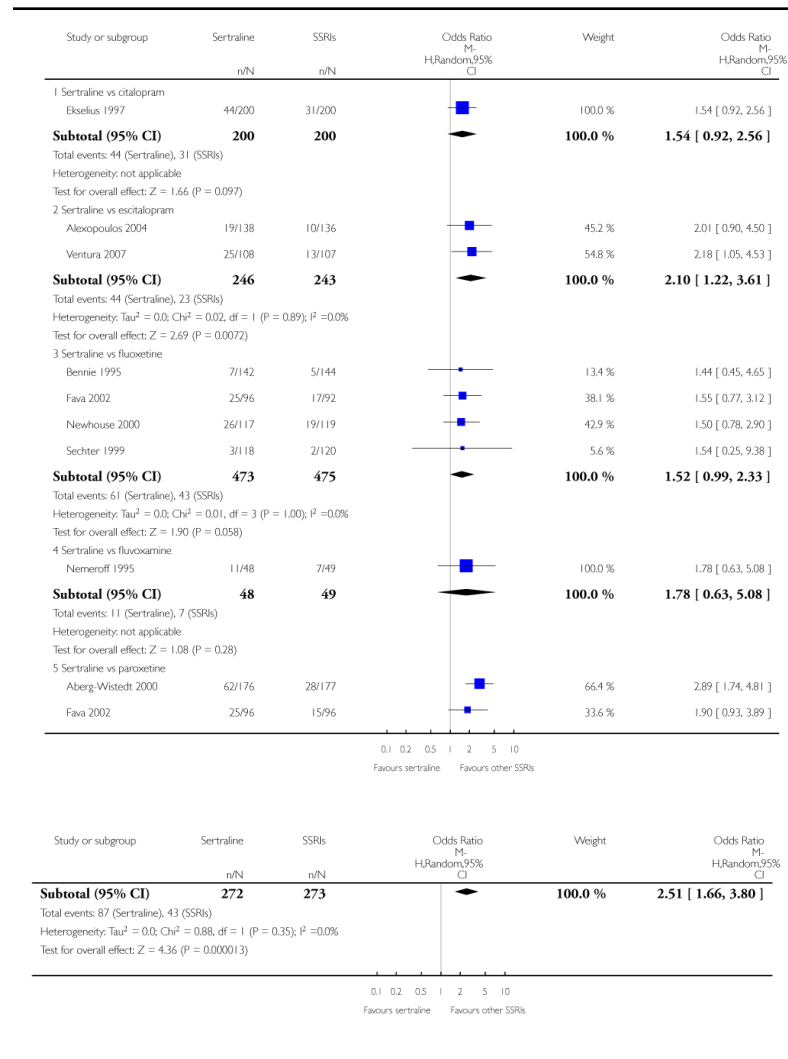 Study or subgroup Sertraline SSRIs Odds Ratio Weight Odds Ratio
M- M-
H,Random,95% H,Random,95%
n/N n/N CI CI
1 Sertraline vs citalopram
Ekselius 1997 44/200 31/200 100.0 % 1.54 [ 0.92, 2.56 ]
Subtotal (95% CI) 200 200 100.0 % 1.54 [ 0.92, 2.56 ]
Total events: 44 (Sertraline), 31 (SSRIs)
Heterogeneity: not applicable
Test for overall effect: Z = 1.66 (P = 0.097)
2 Sertraline vs escitalopram
Alexopoulos 2004 19/138 10/136 45.2 % 2.01 [ 0.90, 4.50 ]
Ventura 2007 25/108 13/107 54.8 % 2.18 [ 1.05, 4.53 ]
Subtotal (95% CI) 246 243 100.0 % 2.10 [ 1.22, 3.61 ]
Total events: 44 (Sertraline), 23 (SSRIs)
Heterogeneity: Tau² = 0.0; Chi² = 0.02, df = 1 (P = 0.89); I² =0.0%
Test for overall effect: Z = 2.69 (P = 0.0072)
3 Sertraline vs fluoxetine
Bennie 1995 7/142 5/144 13.4 % 1.44 [ 0.45, 4.65 ]
Fava 2002 25/96 17/92 38.1 % 1.55 [ 0.77, 3.12 ]
Newhouse 2000 26/117 19/119 42.9 % 1.50 [ 0.78, 2.90 ]
Sechter 1999 3/118 2/120 5.6 % 1.54 [ 0.25, 9.38 ]
Subtotal (95% CI) 473 475 100.0 % 1.52 [ 0.99, 2.33 ]
Total events: 61 (Sertraline), 43 (SSRIs)
Heterogeneity: Tau² = 0.0; Chi² = 0.01, df = 3 (P = 1.00); I² =0.0%
Test for overall effect: Z = 1.90 (P = 0.058)
4 Sertraline vs fluvoxamine
Nemeroff 1995 11/48 7/49 100.0 % 1.78 [ 0.63, 5.08 ]
Subtotal (95% CI) 48 49 100.0 % 1.78 [ 0.63, 5.08 ]
Total events: 11 (Sertraline), 7 (SSRIs)
Heterogeneity: not applicable
Test for overall effect: Z = 1.08 (P = 0.28)
5 Sertraline vs paroxetine
Aberg-Wistedt 2000 62/176 28/177 66.4 % 2.89 [ 1.74, 4.81 ]
Fava 2002 25/96 15/96 33.6 % 1.90 [ 0.93, 3.89 ]
0.1 0.2 0.5 1 2 5 10
Favours sertraline Favours other SSRIs
Study or subgroup Sertraline SSRIs Odds Ratio Weight Odds Ratio
M- M-
H,Random,95% H,Random,95%
n/N n/N CI CI
Subtotal (95% CI) 272 273 100.0 % 2.51 [ 1.66, 3.80 ]
Total events: 87 (Sertraline), 43 (SSRIs)
Heterogeneity: Tau² = 0.0; Chi² = 0.88, df = 1 (P = 0.35); I² =0.0%
Test for overall effect: Z = 4.36 (P = 0.000013)
0.1 0.2 0.5 1 2 5 10
Favours sertraline Favours other SSRIs